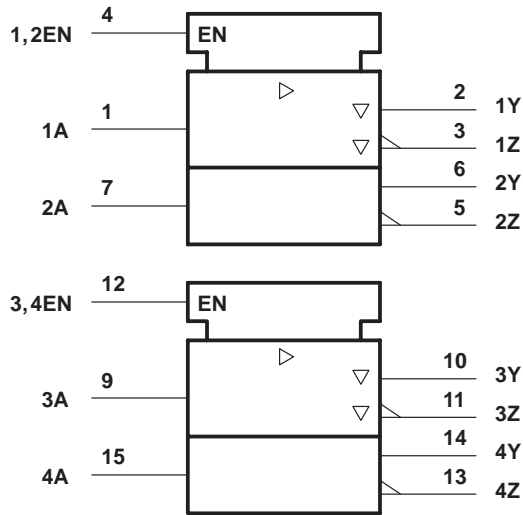 4
1,2EN EN
1 2 1Y
1A 3 1Z
7 6 2Y
2A 5 2Z
12
3,4EN EN
9 10 3Y
3A 11 3Z
15 14 4Y
4A 13 4Z